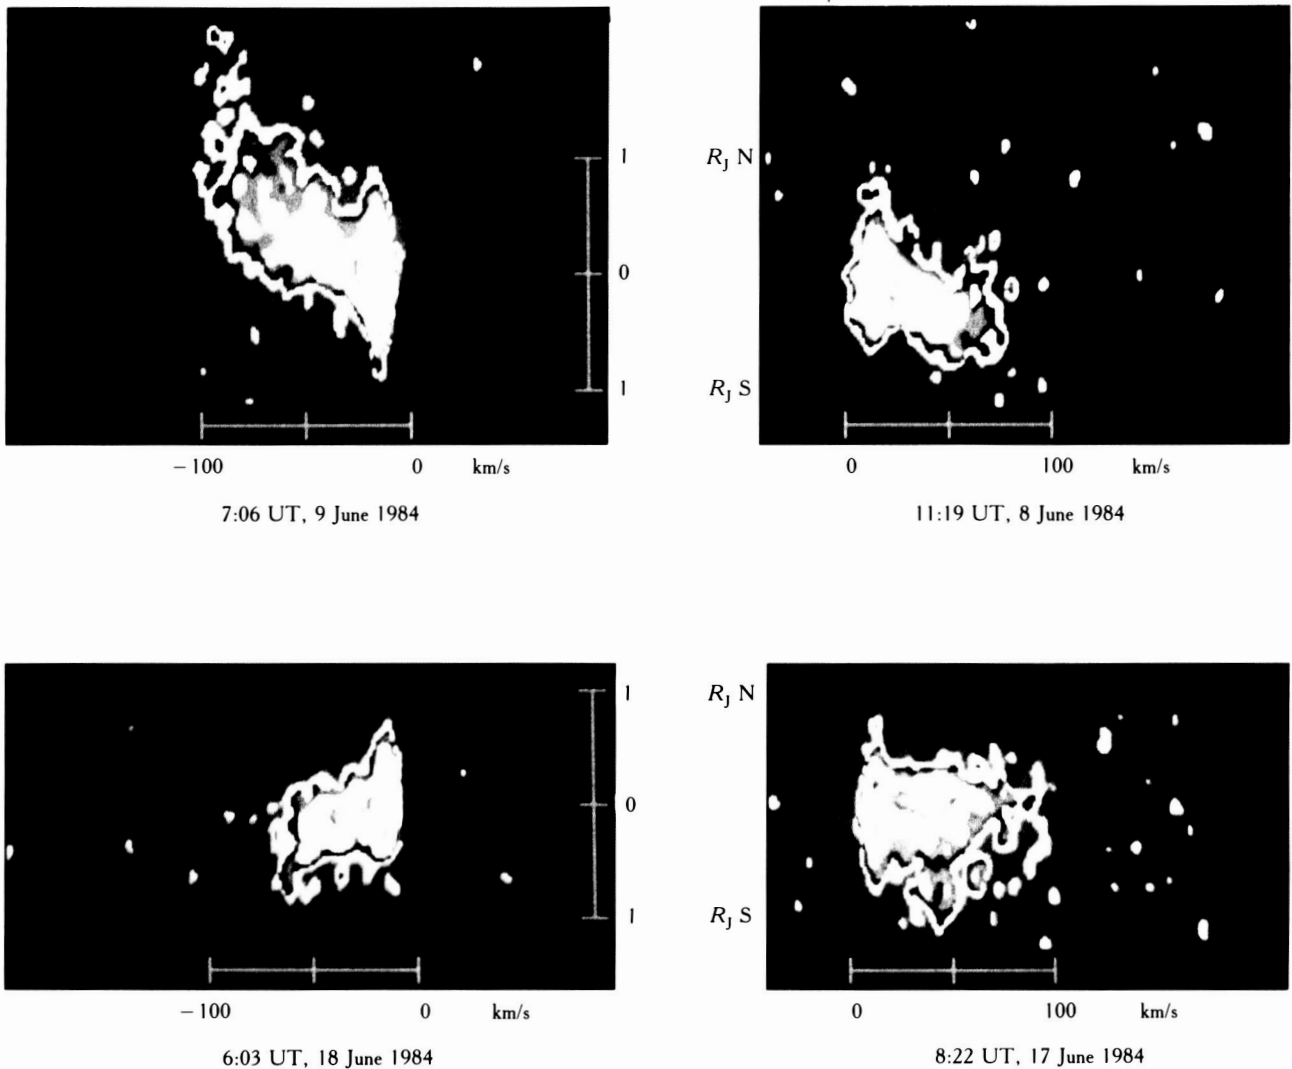 1
0
1
−100 0 km/s
7:06 UT, 9 June 1984
R_J N
R_J S
0 100 km/s
11:19 UT, 8 June 1984
1
0
1
−100 0 km/s
6:03 UT, 18 June 1984
R_J N
R_J S
0 100 km/s
8:22 UT, 17 June 1984